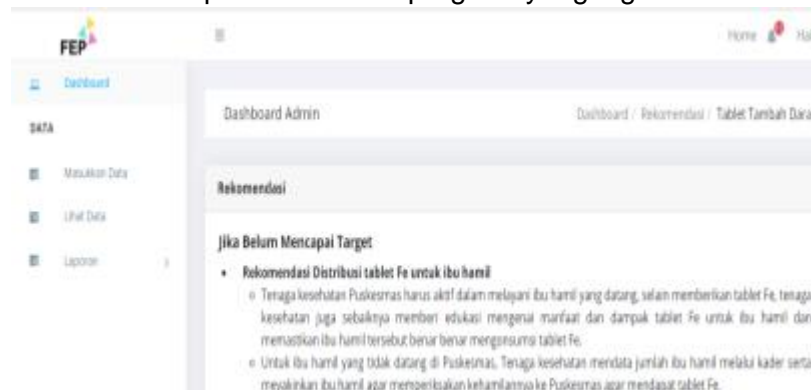 FEP
Home
Dashboard
Dashboard Admin
Dashboard / Rekomendasi / Tablet Tambah Dara
DATA
Masukkan Data
Rekomendasi
Lihat Data
Jika Belum Mencapai Target
Laporan
• Rekomendasi Distribusi tablet Fe untuk ibu hamil
Tenaga kesehatan Puskesmas harus aktif dalam melayani ibu hamil yang datang, selain memberikan tablet Fe, tenaga
kesehatan juga sebaiknya memberi edukasi mengenai manfaat dan dampak tablet Fe untuk ibu hamil dan
memastikan ibu hamil tersebut benar benar mengonsumsi tablet Fe.
Untuk ibu hamil yang tidak datang di Puskesmas, Tenaga kesehatan mendata jumlah ibu hamil melalui kader serta
meyakinkan ibu hamil agar memperiksakan kehamilannya ke Puskesmas agar mendapat tablet Fe.